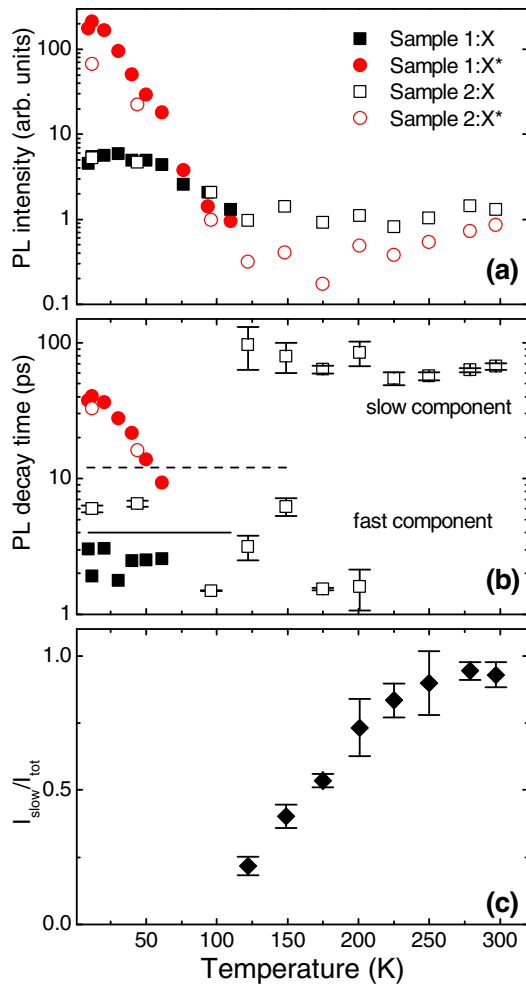 PL intensity (arb. units)
100
10
1
0.1
Sample 1:X
Sample 1:X*
Sample 2:X
Sample 2:X*
(a)
PL decay time (ps)
100
10
1
slow component
fast component
(b)
I_slow/I_tot
1.0
0.5
0.0
(c)
50 100 150 200 250 300
Temperature (K)